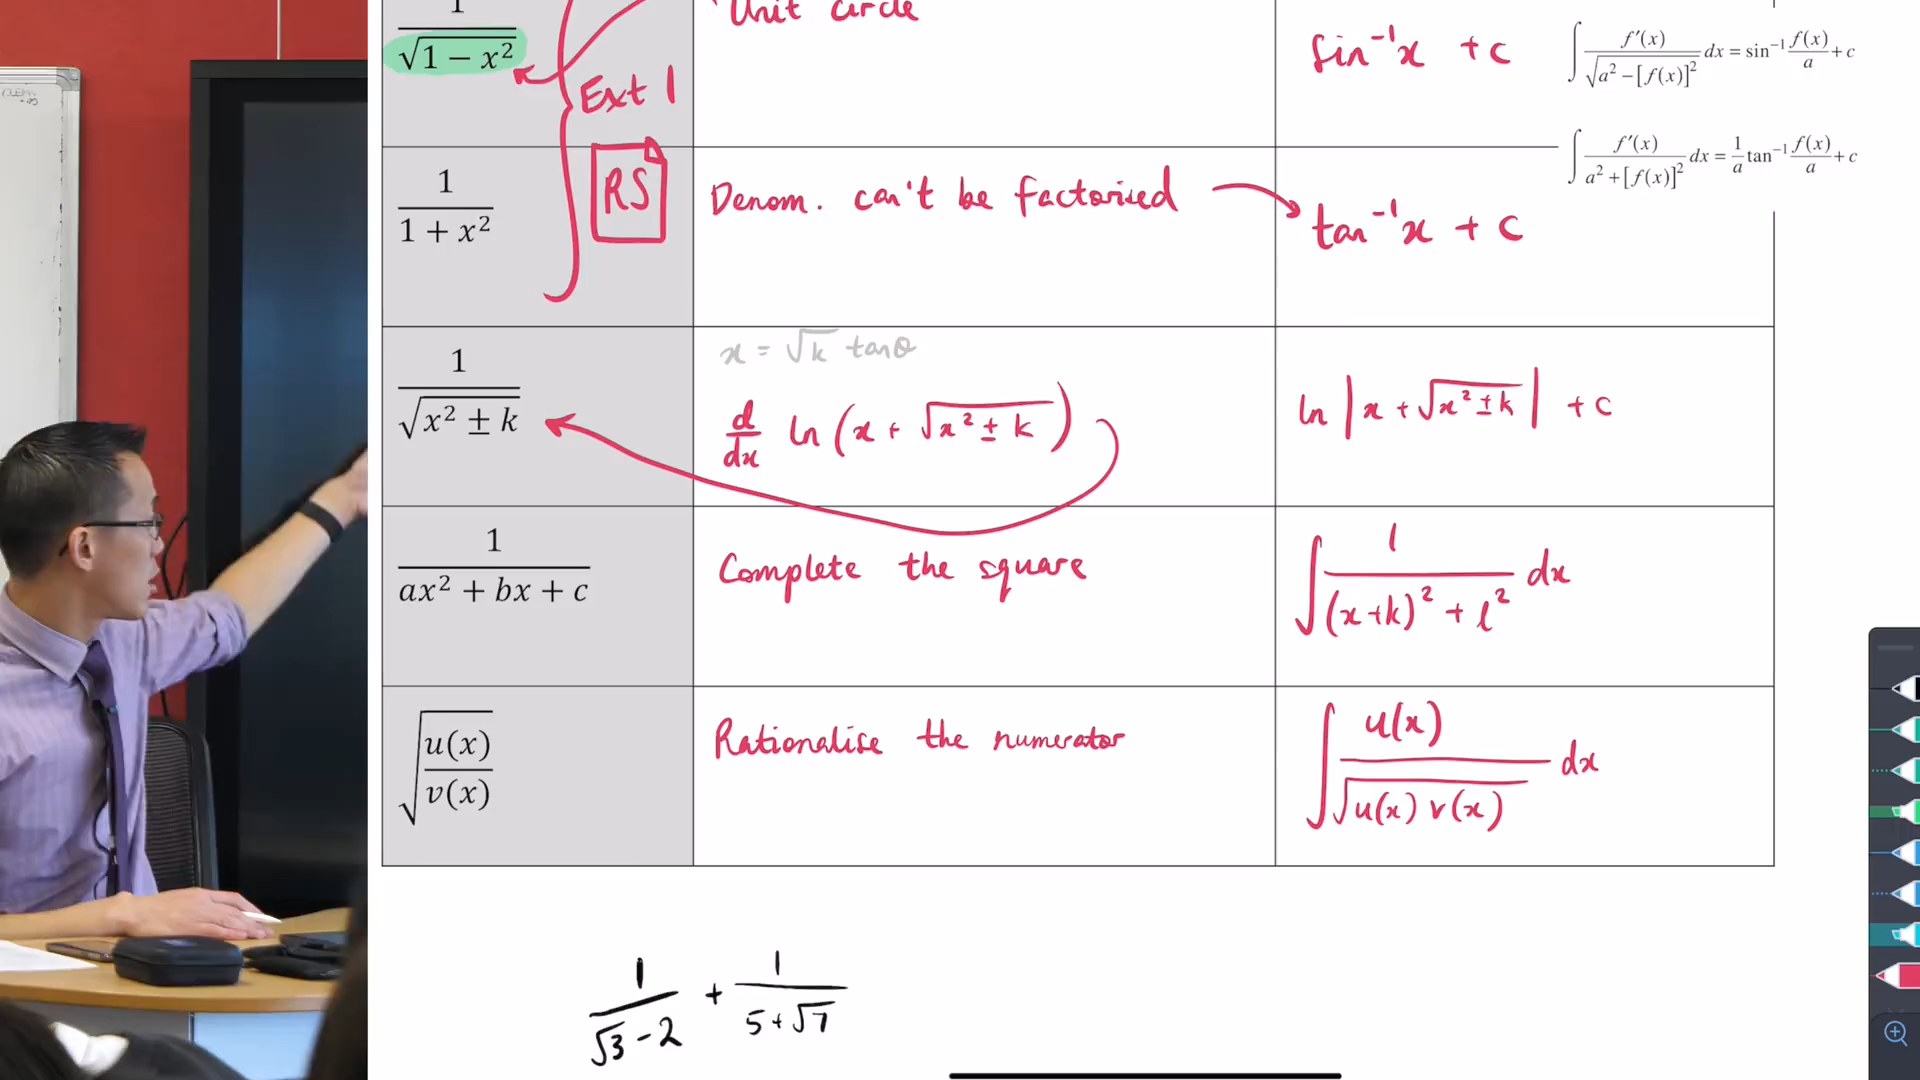 1/√(1 − x²)
Ext 1
Unit circle
sin⁻¹x + c
∫ f′(x)/√(a² − [f(x)]²) dx = sin⁻¹ f(x)/a + c
∫ f′(x)/(a² + [f(x)]²) dx = 1/a tan⁻¹ f(x)/a + c
1/(1 + x²)
RS
Denom. can't be factorised
tan⁻¹x + c
1/√(x² ± k)
x = √k tanθ
d/dx ln(x + √(x² ± k))
ln|x + √(x² ± k)| + c
1/(ax² + bx + c)
Complete the square
∫ 1/((x+k)² + l²) dx
√(u(x)/v(x))
Rationalise the numerator
∫ u(x)/√(u(x) v(x)) dx
1/(√3 − 2) + 1/(5 + √7)